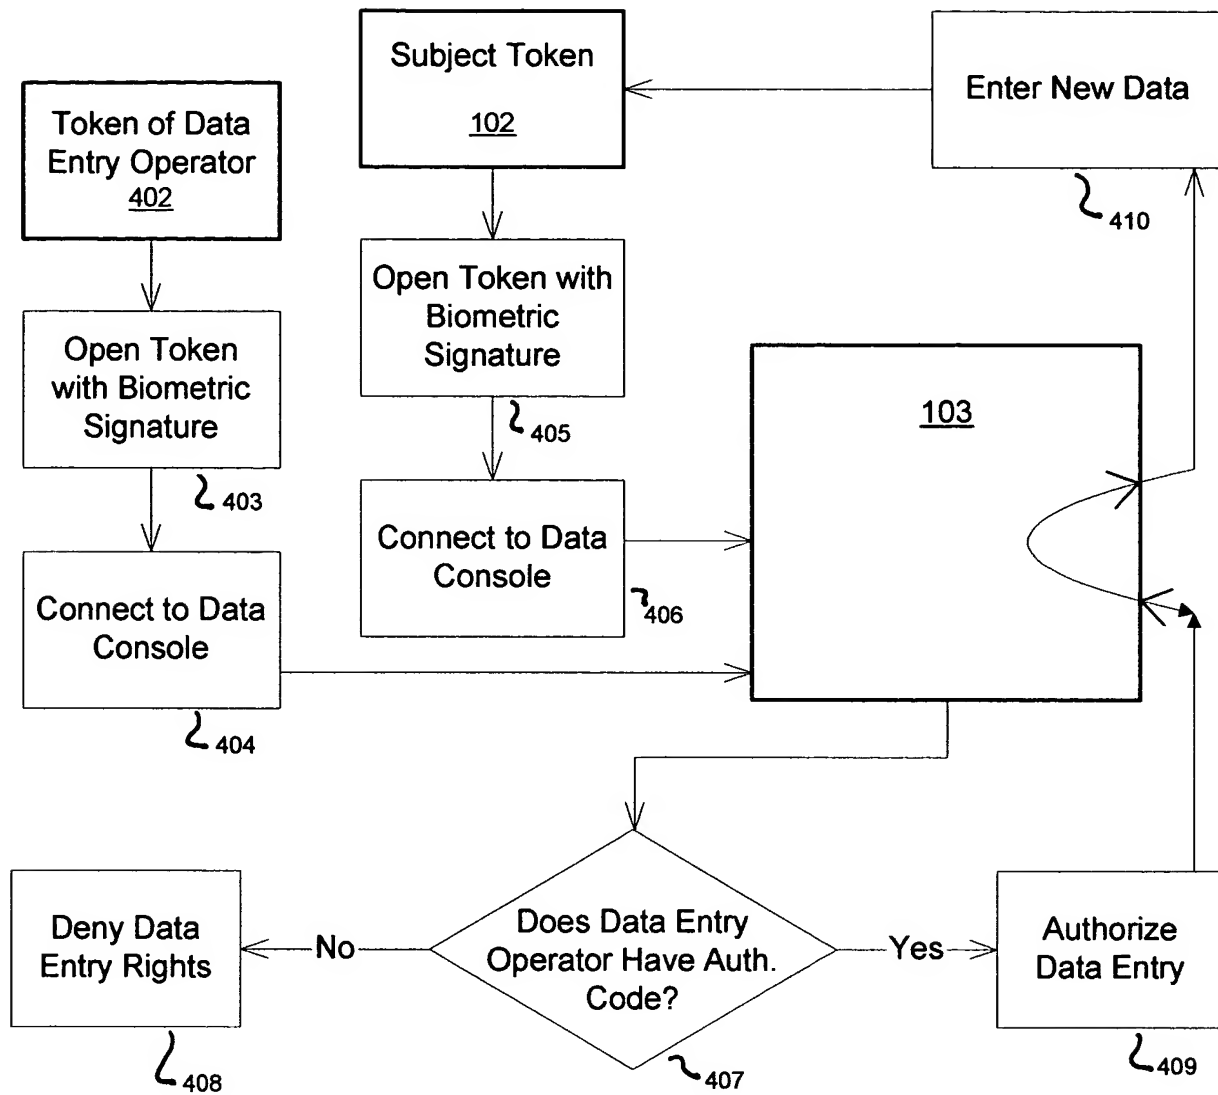 Subject Token
102
Enter New Data
410
Token of Data
Entry Operator
402
Open Token with
Biometric
Signature
405
Open Token
with Biometric
Signature
403
103
Connect to Data
Console
406
Connect to Data
Console
404
Does Data Entry
Operator Have Auth.
Code?
407
No
Yes
Deny Data
Entry Rights
408
Authorize
Data Entry
409